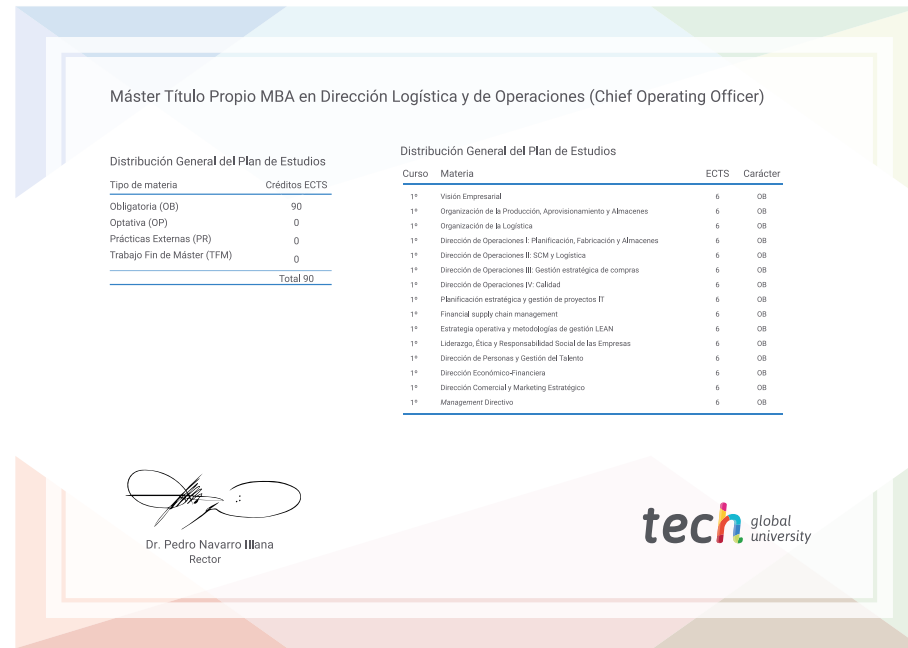 Máster Título Propio MBA en Dirección Logística y de Operaciones (Chief Operating Officer)
Distribución General del Plan de Estudios
Tipo de materia Créditos ECTS
Obligatoria (OB) 90
Optativa (OP) 0
Prácticas Externas (PR) 0
Trabajo Fin de Máster (TFM) 0
Total 90
Distribución General del Plan de Estudios
Curso Materia ECTS Carácter
1º Visión Empresarial 6 OB
1º Organización de la Producción, Aprovisionamiento y Almacenes 6 OB
1º Organización de la Logística 6 OB
1º Dirección de Operaciones I: Planificación, Fabricación y Almacenes 6 OB
1º Dirección de Operaciones II: SCM y Logística 6 OB
1º Dirección de Operaciones III: Gestión estratégica de compras 6 OB
1º Dirección de Operaciones IV: Calidad 6 OB
1º Planificación estratégica y gestión de proyectos IT 6 OB
1º Financial supply chain management 6 OB
1º Estrategia operativa y metodologías de gestión LEAN 6 OB
1º Liderazgo, Ética y Responsabilidad Social de las Empresas 6 OB
1º Dirección de Personas y Gestión del Talento 6 OB
1º Dirección Económico-Financiera 6 OB
1º Dirección Comercial y Marketing Estratégico 6 OB
1º Management Directivo 6 OB
Dr. Pedro Navarro Illana
Rector
tech global
university